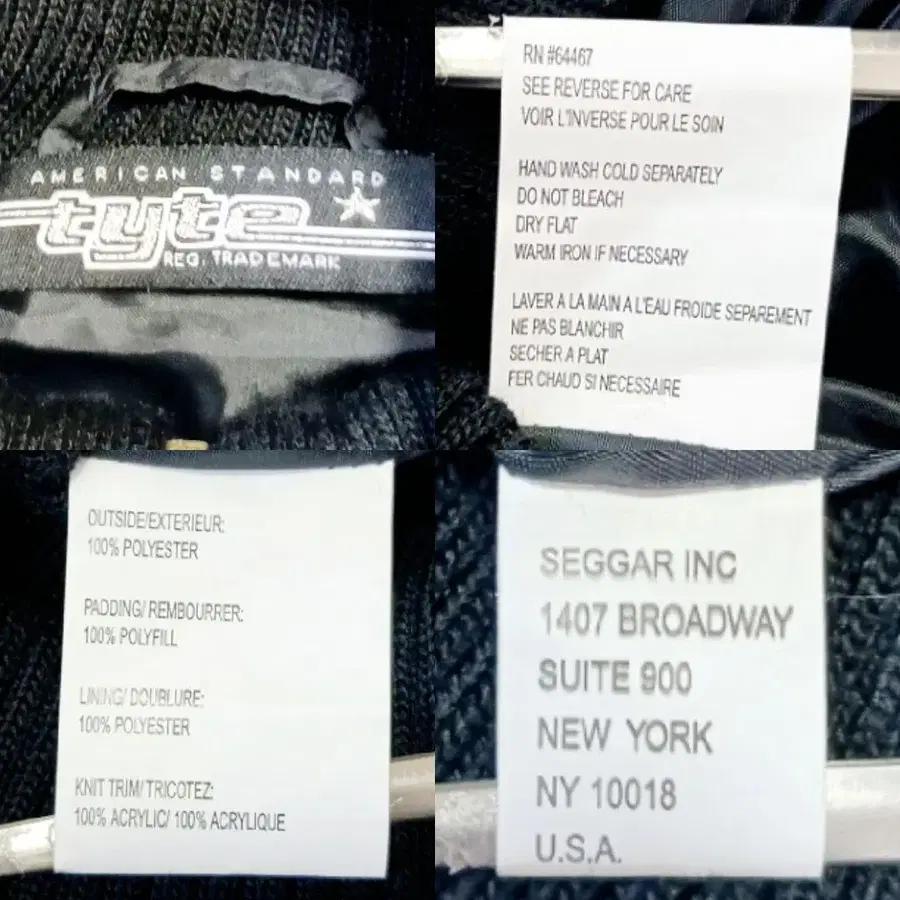 AMERICAN STANDARD
tyte
REG. TRADEMARK
RN #64467
SEE REVERSE FOR CARE
VOIR L'INVERSE POUR LE SOIN
HAND WASH COLD SEPARATELY
DO NOT BLEACH
DRY FLAT
WARM IRON IF NECESSARY
LAVER A LA MAIN A L'EAU FROIDE SEPAREMENT
NE PAS BLANCHIR
SECHER A PLAT
FER CHAUD SI NECESSAIRE
OUTSIDE/EXTERIEUR:
100% POLYESTER
PADDING/ REMBOURRER:
100% POLYFILL
LINING/ DOUBLURE:
100% POLYESTER
KNIT TRIM/ TRICOTEZ:
100% ACRYLIC/ 100% ACRYLIQUE
SEGGAR INC
1407 BROADWAY
SUITE 900
NEW YORK
NY 10018
U.S.A.